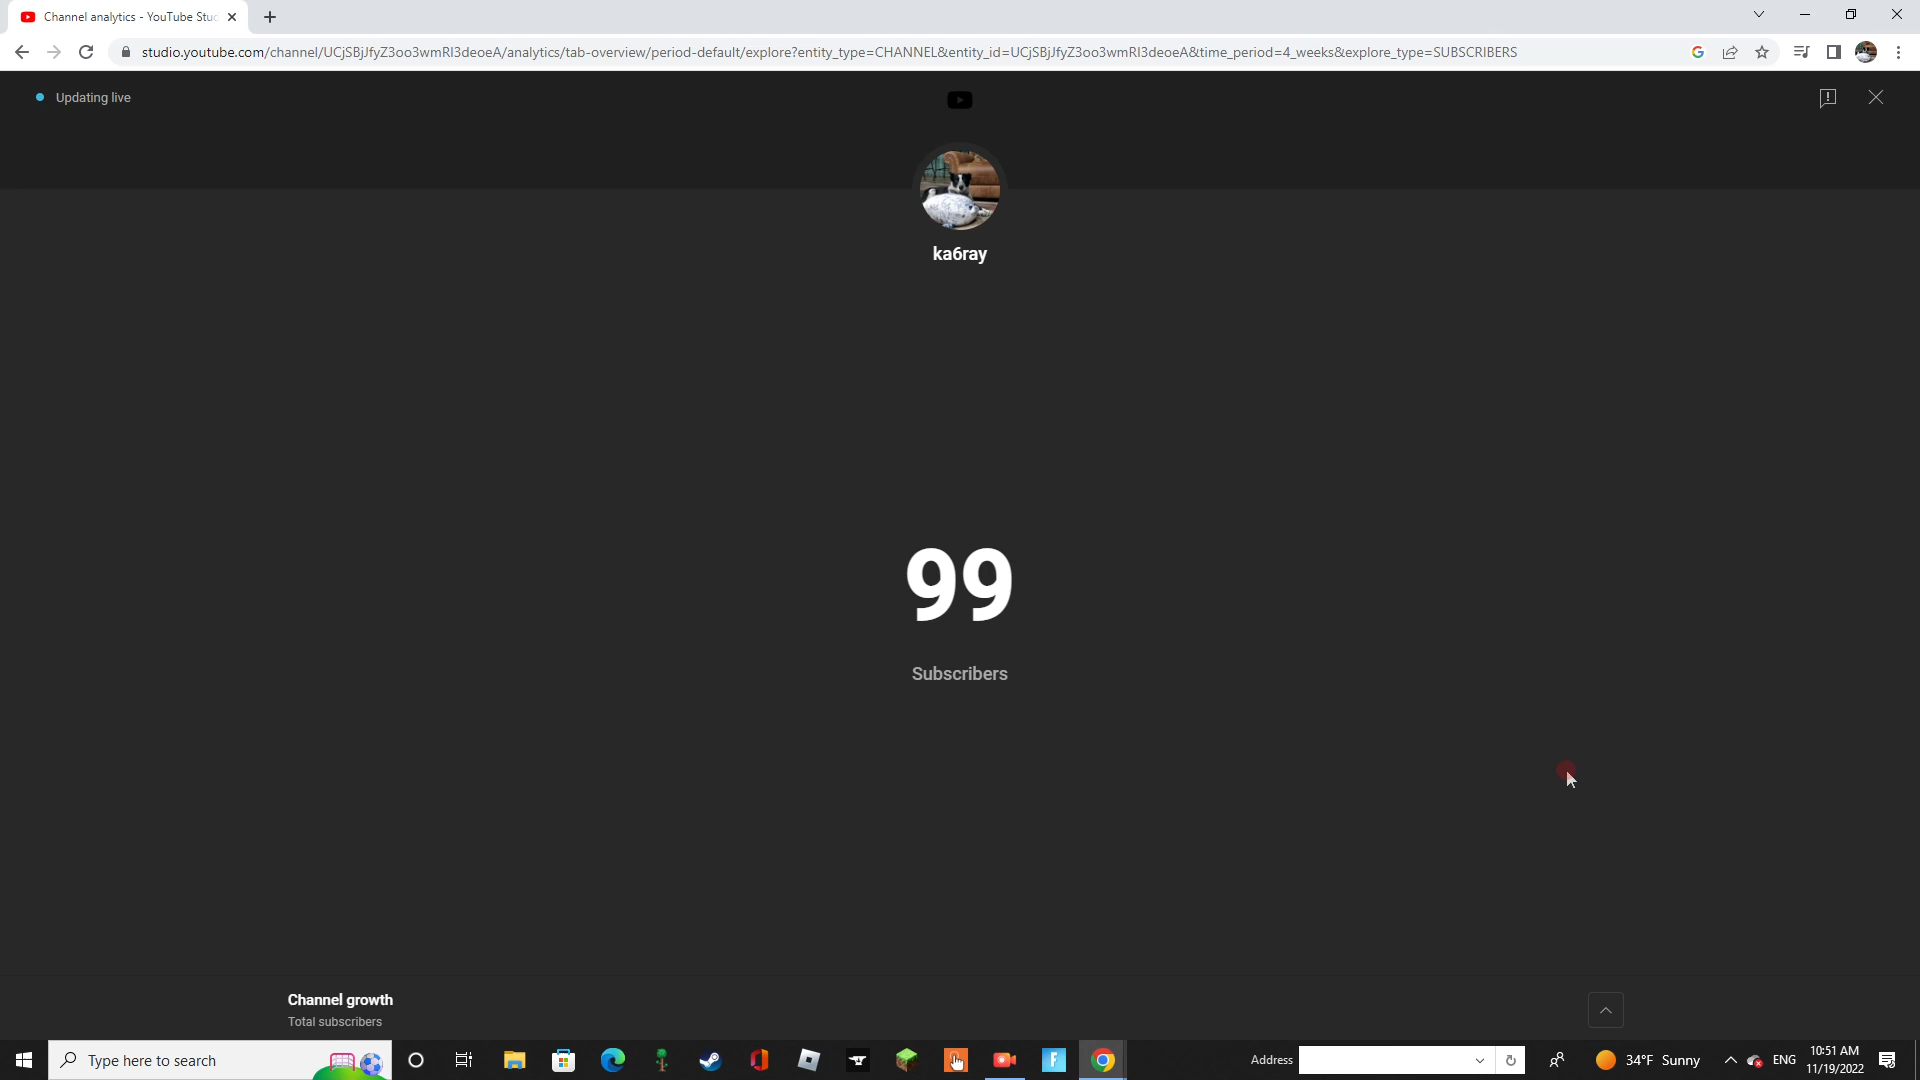 Channel analytics - YouTube Stu
studio.youtube.com/channel/UCjSBjJfyZ3oo3wmRI3deoeA/analytics/tab-overview/period-default/explore?entity_type=CHANNEL&entity_id=UCjSBjJfyZ3oo3wmRI3deoeA&time_period=4_weeks&explore_type=SUBSCRIBERS
Updating live
ka6ray
99
Subscribers
Channel growth
Total subscribers
Type here to search
Address
34°F Sunny
ENG
10:51 AM
11/19/2022